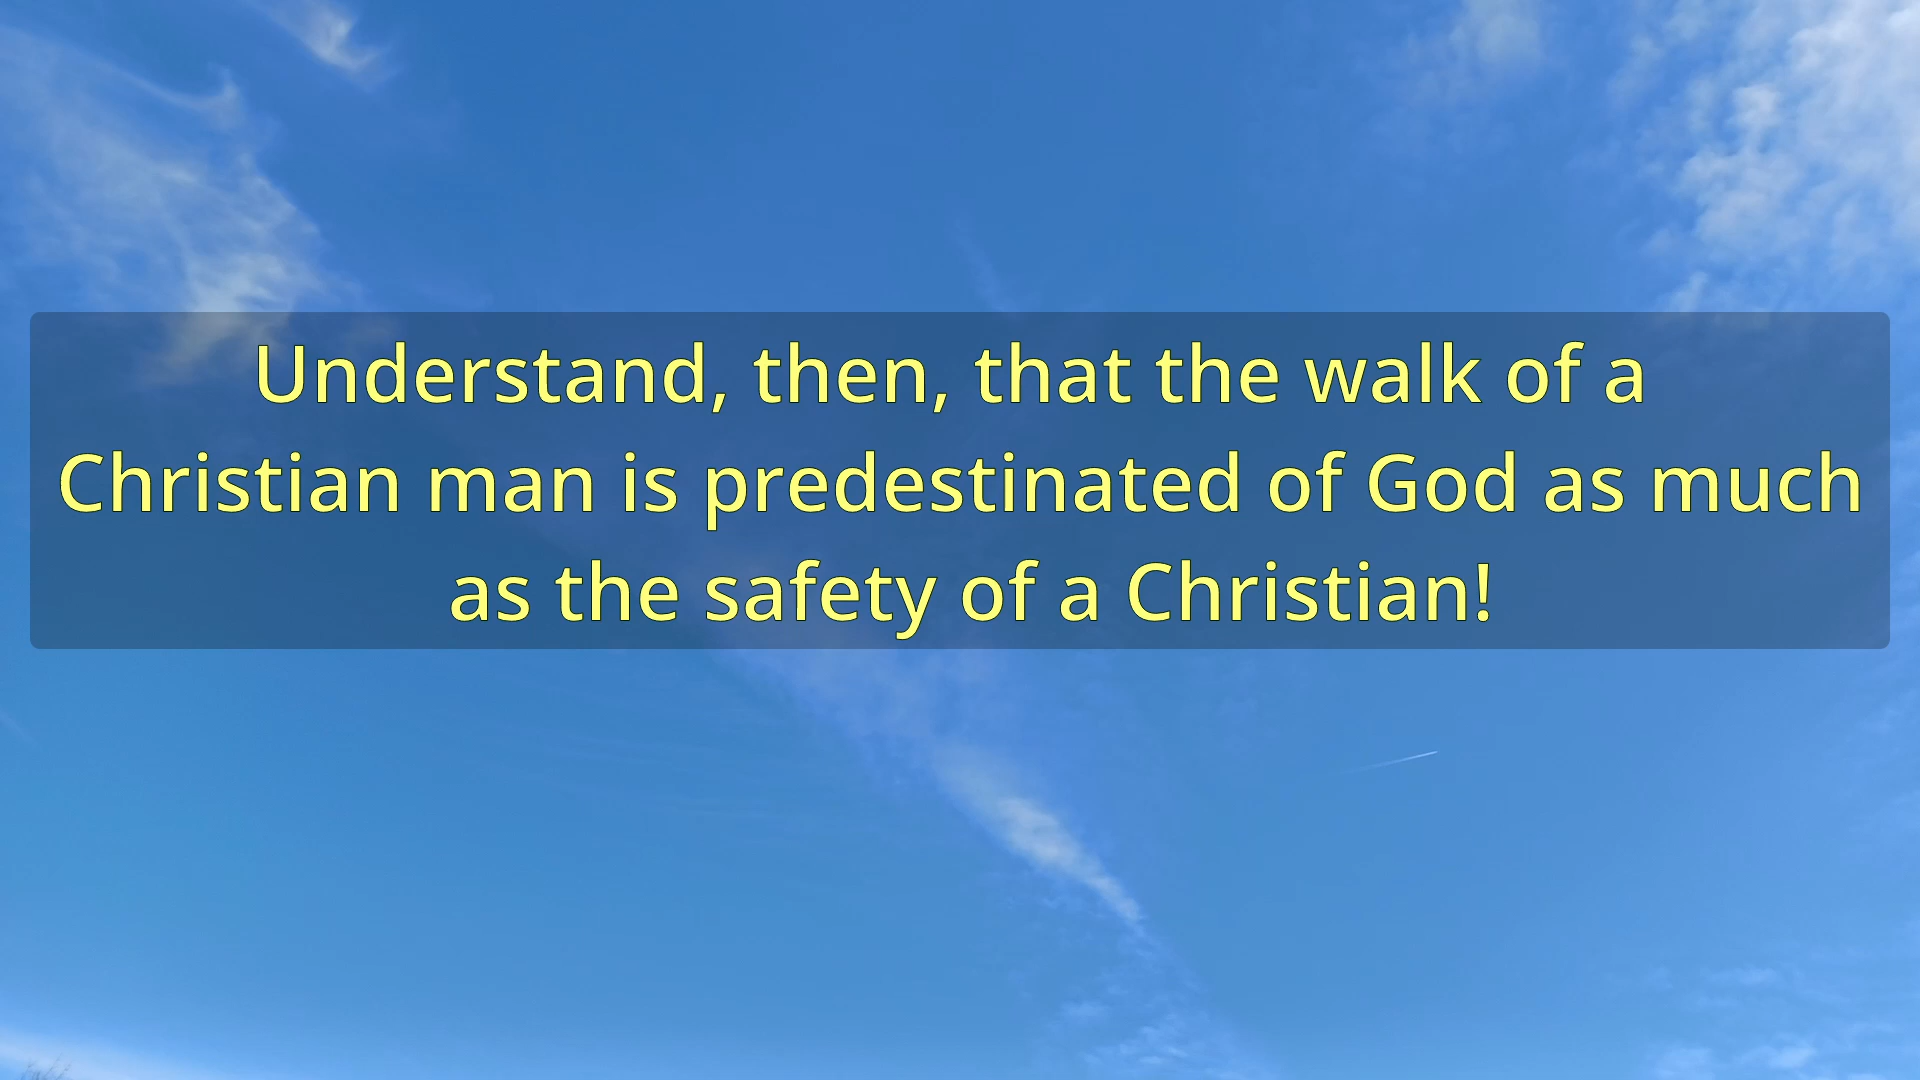 Understand, then, that the walk of a
Christian man is predestinated of God as much
as the safety of a Christian!